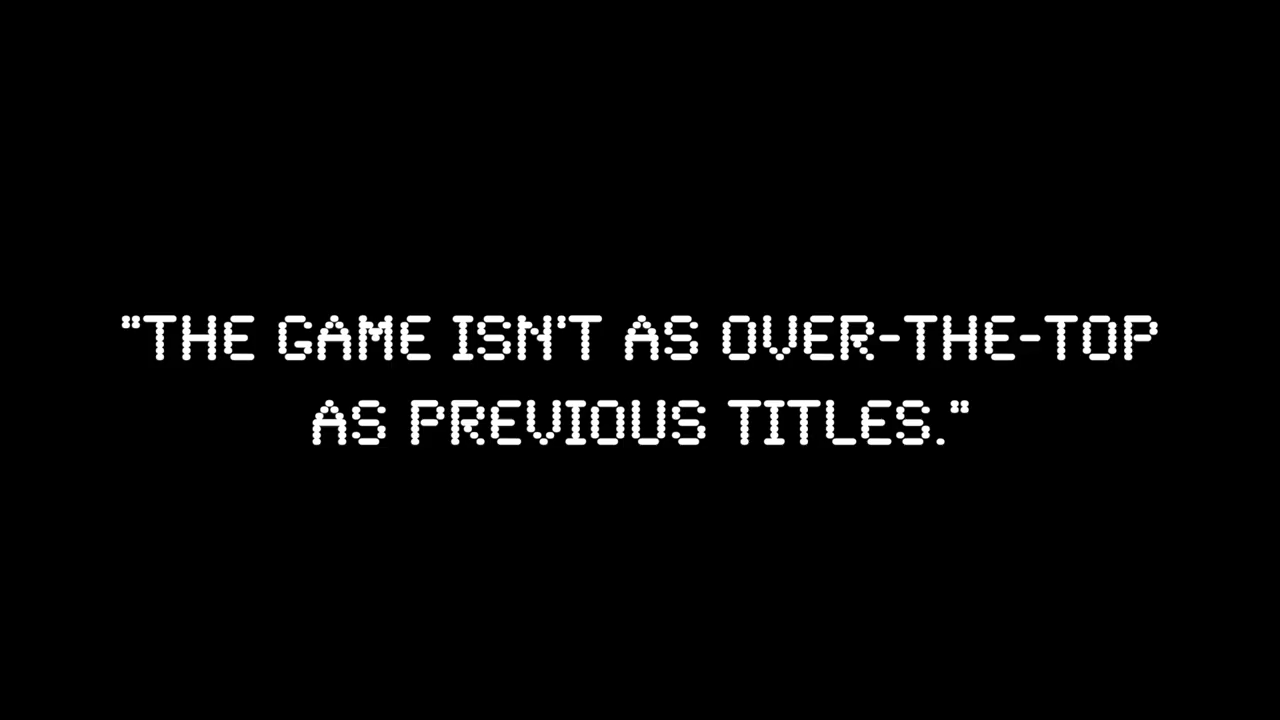 "THE GAME ISN'T AS OVER-THE-TOP
AS PREVIOUS TITLES."